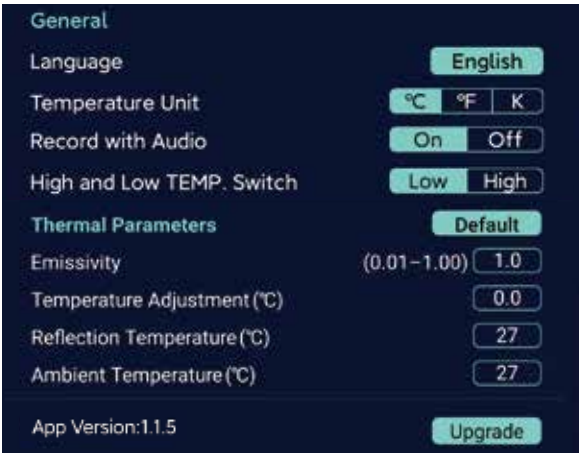 General
Language English
Temperature Unit ℃ ℉ K
Record with Audio On Off
High and Low TEMP. Switch Low High
Thermal Parameters Default
Emissivity (0.01~1.00) 1.0
Temperature Adjustment(℃) 0.0
Reflection Temperature(℃) 27
Ambient Temperature(℃) 27
App Version:1.1.5 Upgrade